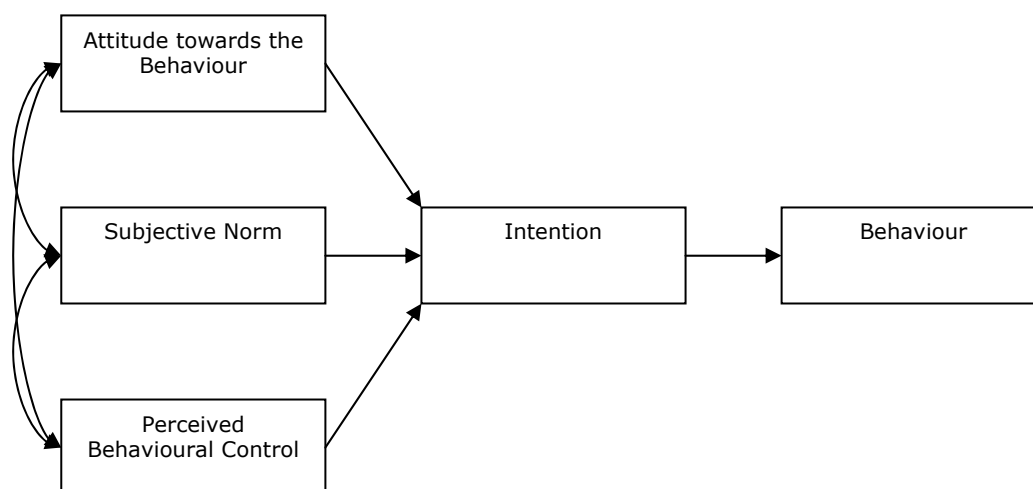 Attitude towards the
Behaviour
Subjective Norm
Intention
Behaviour
Perceived
Behavioural Control